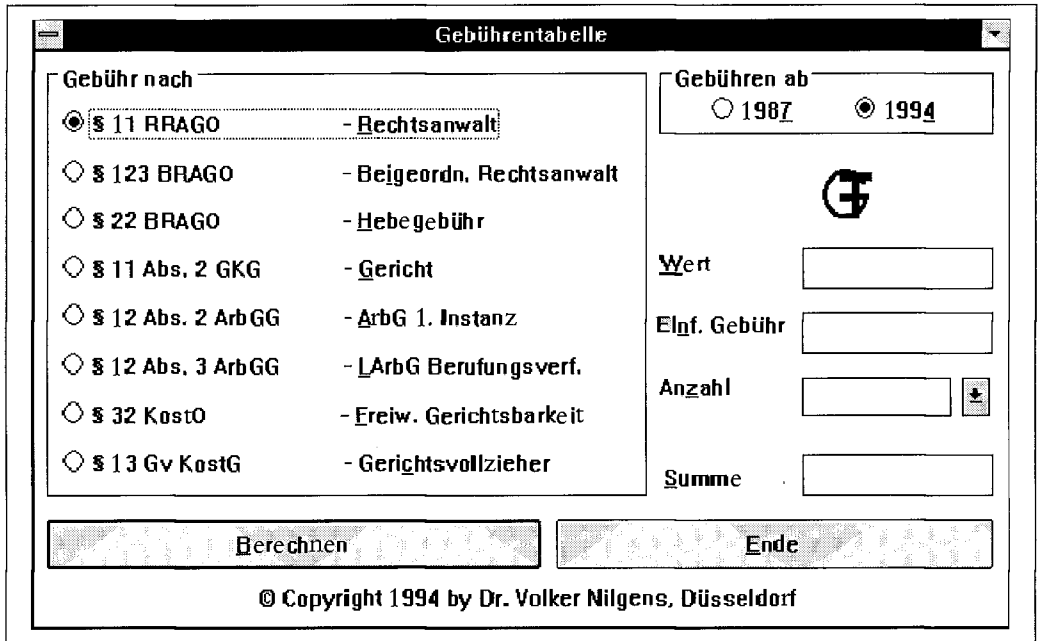 Gebührentabelle
Gebühr nach
§ 11 RRAGO - Rechtsanwalt
§ 123 BRAGO - Beigeordn. Rechtsanwalt
§ 22 BRAGO - Hebegebühr
§ 11 Abs. 2 GKG - Gericht
§ 12 Abs. 2 ArbGG - ArbG 1. Instanz
§ 12 Abs. 3 ArbGG - LArbG Berufungsverf.
§ 32 KostO - Freiw. Gerichtsbarkeit
§ 13 Gv KostG - Gerichtsvollzieher
Gebühren ab
1987 1994
GT
Wert
EInf. Gebühr
Anzahl
Summe
Berechnen Ende
© Copyright 1994 by Dr. Volker Nilgens, Düsseldorf